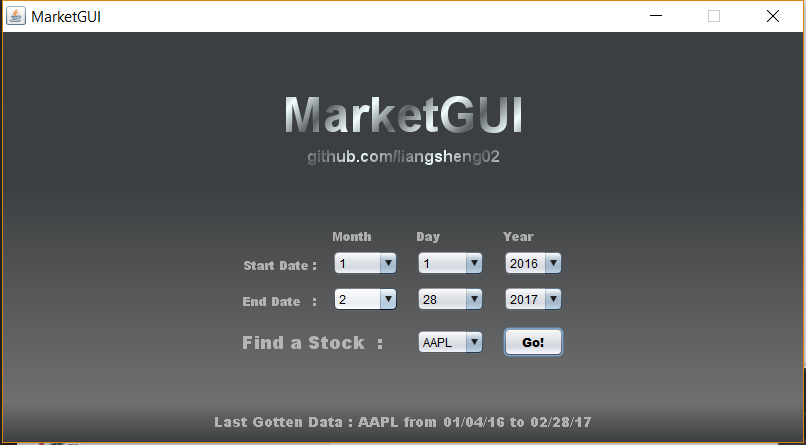 MarketGUI
MarketGUI
github.com/liangsheng02
Month Day Year
Start Date : 1 1 2016
End Date : 2 28 2017
Find a Stock : AAPL Go!
Last Gotten Data : AAPL from 01/04/16 to 02/28/17